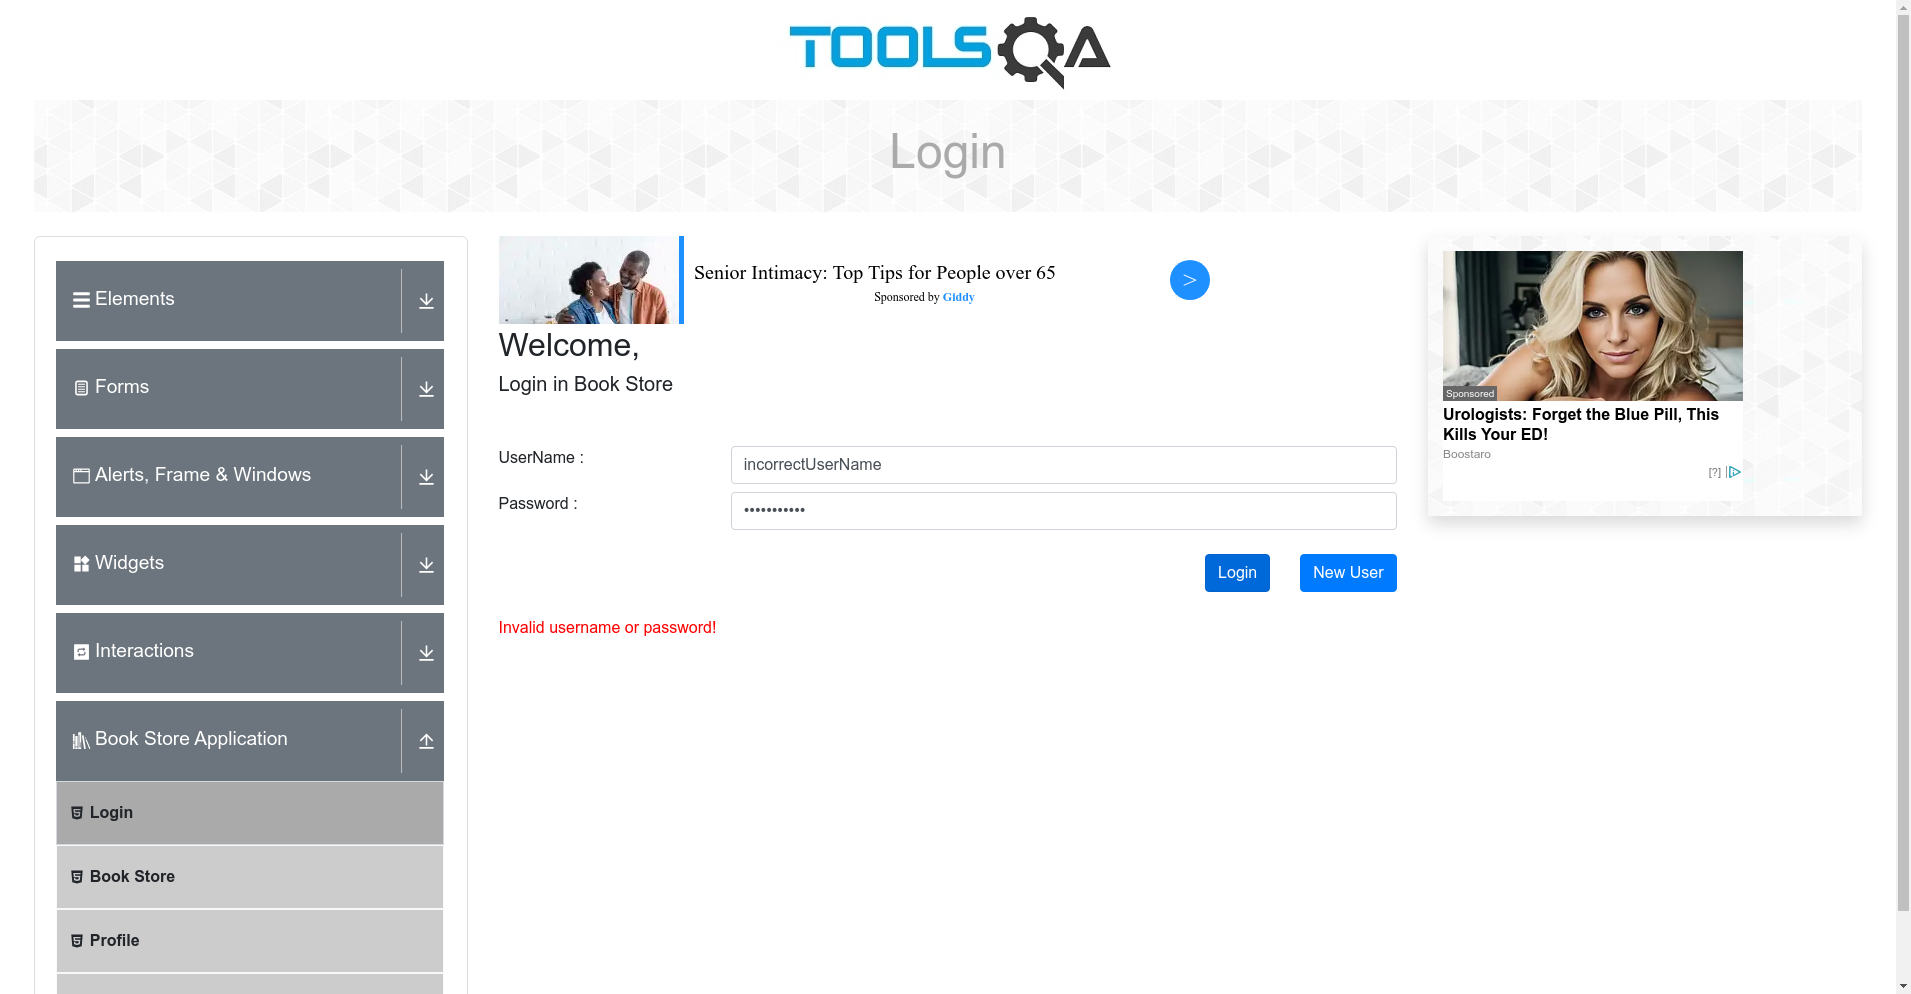 TOOLSQA
Login
Elements
Forms
Alerts, Frame & Windows
Widgets
Interactions
Book Store Application
Login
Book Store
Profile
Senior Intimacy: Top Tips for People over 65
Sponsored by Giddy
>
Welcome,
Login in Book Store
UserName :
incorrectUserName
Password :
•••••••••••
Login
New User
Invalid username or password!
Sponsored
Urologists: Forget the Blue Pill, This
Kills Your ED!
Boostaro
[?]